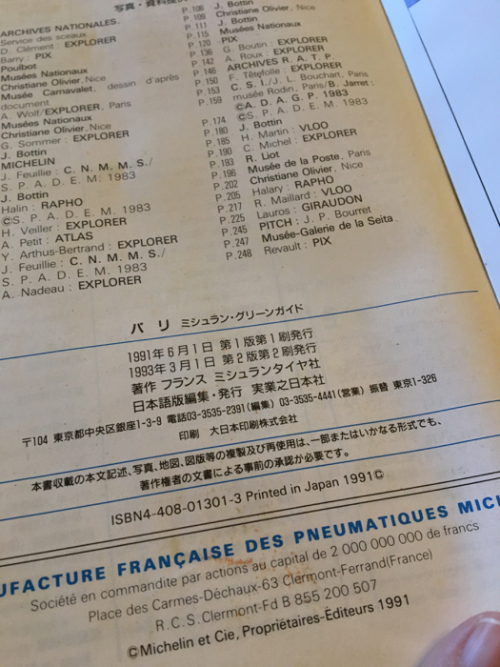 写真・資料提
ARCHIVES NATIONALES.
Service des sceaux
D. Clément : EXPLORER
Barry : PIX
Poulbot
Musées Nationaux
Christiane Olivier, Nice
Musée Carnavalet, dessin d'après
document
A. Wolf/EXPLORER, Paris
Musées Nationaux
Christiane Olivier, Nice
G. Sommer : EXPLORER
J. Bottin
MICHELIN
J. Feuille : C. N. M. M. S./
S. P. A. D. E. M. 1983
J. Bottin
Halin : RAPHO
©S. P. A. D. E. M. 1983
H. Veiller : EXPLORER
A. Petit : ATLAS
Y. Arthus-Bertrand : EXPLORER
J. Feuillie : C. N. M. M. S./
S. P. A. D. E. M. 1983
A. Nadeau : EXPLORER
P. 106 J. Bottin
P. 109 Christiane Olivier, Nice
P. 111 J. Bottin
P. 115 Musées Nationaux
P. 120 PIX
P. 136 G. Boutin : EXPLORER
P. 142 A. Roux : EXPLORER
P. 146 ARCHIVES R. A. T. P.
P. 150 F. Tétefolle : EXPLORER
P. 153 C. S. I./J. L. Bouchart, Paris
P. 159 musée Rodin, Paris/B. Jarret:
©A. D. A. G. P. 1983
©S. P. A. D. E. M. 1983
P. 174 J. Bottin
P. 180 H. Martin : VLOO
P. 185 C. Michel : EXPLORER
P. 190 R. Liot
P. 193 Musée de la Poste, Paris
P. 196 Christiane Olivier, Nice
P. 202 Halary : RAPHO
P. 205 R. Maillard : VLOO
P. 217 Lauros : GIRAUDON
P. 225 PITCH : J. P. Bourret
P. 245 Musée-Galerie de la Seita
P. 247 Revault : PIX
P. 248
パリ ミシュラン・グリーンガイド
1991年6月1日 第1版第1刷発行
1993年3月1日 第2版第2刷発行
著作 フランス ミシュランタイヤ社
日本語版編集・発行 実業之日本社
〒104 東京都中央区銀座1-3-9 電話03-3535-2391(編集) 03-3535-4441(営業) 振替 東京1-326
印刷 大日本印刷株式会社
本書収載の本文記述、写真、地図、図版等の複製及び再使用は、一部またはいかなる形式でも、
著作権者の文書による事前の承認が必要です。
ISBN4-408-01301-3 Printed in Japan 1991©
UFACTURE FRANÇAISE DES PNEUMATIQUES MICH
Société en commandite par actions au capital de 2 000 000 000 de francs
Place des Carmes-Déchaux-63 Clermont-Ferrand(France)
R.C.S.Clermont-Fd B 855 200 507
©Michelin et Cie, Propriétaires-Éditeurs 1991